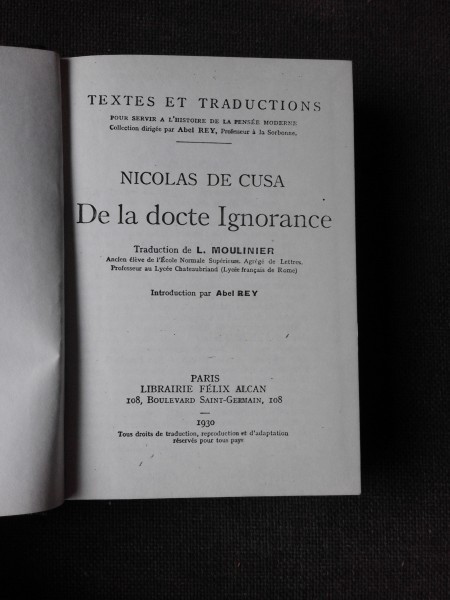 TEXTES ET TRADUCTIONS
POUR SERVIR A L'HISTOIRE DE LA PENSÉE MODERNE
Collection dirigée par Abel REY, Professeur à la Sorbonne.
NICOLAS DE CUSA
De la docte Ignorance
Traduction de L. MOULINIER
Ancien élève de l'École Normale Supérieure. Agrégé de Lettres.
Professeur au Lycée Chateaubriand (Lycée français de Rome)
Introduction par Abel REY
PARIS
LIBRAIRIE FÉLIX ALCAN
108, BOULEVARD SAINT-GERMAIN, 108
1930
Tous droits de traduction, reproduction et d'adaptation
réservés pour tous pays